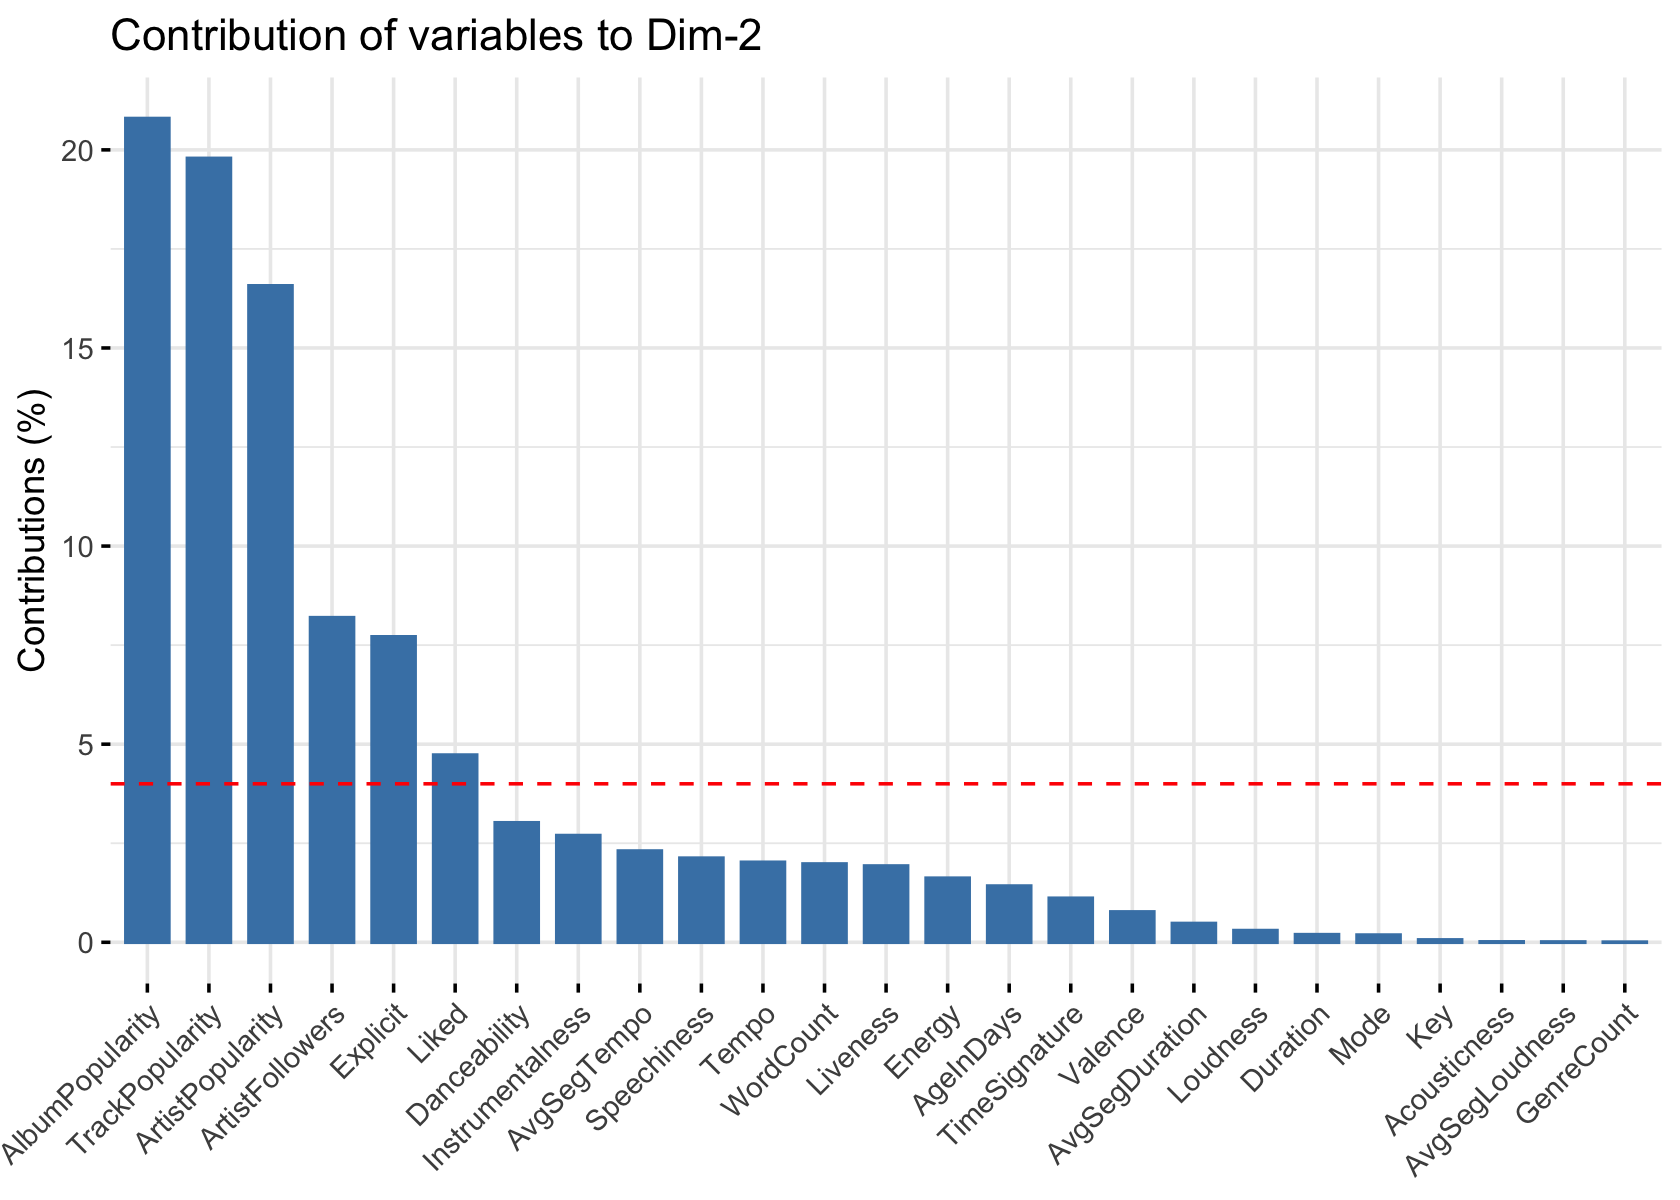 Contribution of variables to Dim-2
Contributions (%)
20
15
10
5
0
AlbumPopularity
TrackPopularity
ArtistPopularity
ArtistFollowers
Explicit
Liked
Danceability
Instrumentalness
AvgSegTempo
Speechiness
Tempo
WordCount
Liveness
Energy
AgeInDays
TimeSignature
Valence
AvgSegDuration
Loudness
Duration
Mode
Key
Acousticness
AvgSegLoudness
GenreCount